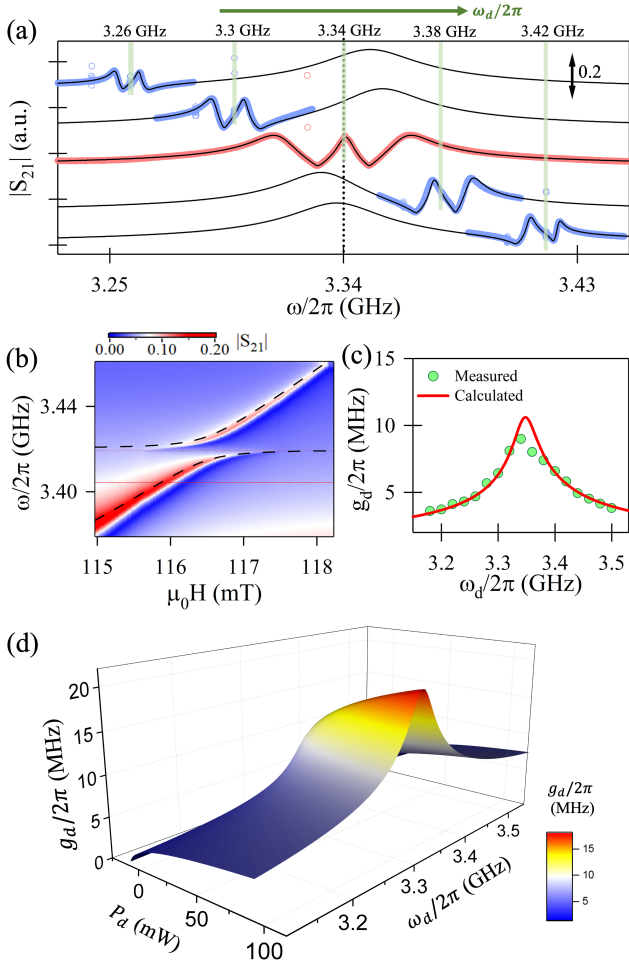 (a)
ω_d/2π
3.26 GHz 3.3 GHz 3.34 GHz 3.38 GHz 3.42 GHz
0.2
|S₂₁| (a.u.)
3.25 3.34 3.43
ω/2π (GHz)
(b)
0.00 0.10 0.20 |S₂₁|
3.44
3.40
ω/2π (GHz)
115 116 117 118
μ₀H (mT)
(c)
15
10
5
g_d/2π (MHz)
Measured
Calculated
3.2 3.3 3.4 3.5
ω_d/2π (GHz)
(d)
20
15
10
5
0
g_d/2π (MHz)
0
50
100
P_d (mW)
3.2
3.3
3.4
3.5
ω_d/2π (GHz)
g_d/2π
(MHz)
15
10
5